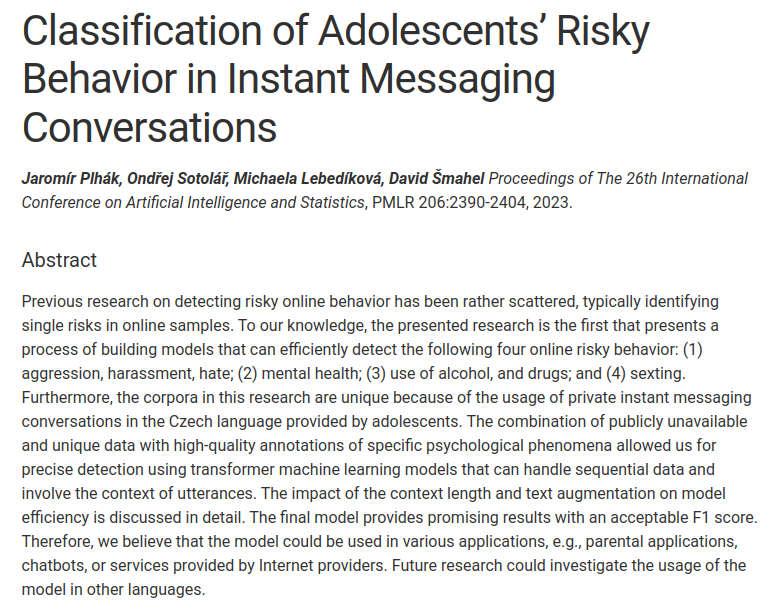 Classification of Adolescents’ Risky
Behavior in Instant Messaging
Conversations
Jaromír Plhák, Ondřej Sotolář, Michaela Lebedíková, David Šmahel Proceedings of The 26th International
Conference on Artificial Intelligence and Statistics, PMLR 206:2390-2404, 2023.
Abstract
Previous research on detecting risky online behavior has been rather scattered, typically identifying
single risks in online samples. To our knowledge, the presented research is the first that presents a
process of building models that can efficiently detect the following four online risky behavior: (1)
aggression, harassment, hate; (2) mental health; (3) use of alcohol, and drugs; and (4) sexting.
Furthermore, the corpora in this research are unique because of the usage of private instant messaging
conversations in the Czech language provided by adolescents. The combination of publicly unavailable
and unique data with high-quality annotations of specific psychological phenomena allowed us for
precise detection using transformer machine learning models that can handle sequential data and
involve the context of utterances. The impact of the context length and text augmentation on model
efficiency is discussed in detail. The final model provides promising results with an acceptable F1 score.
Therefore, we believe that the model could be used in various applications, e.g., parental applications,
chatbots, or services provided by Internet providers. Future research could investigate the usage of the
model in other languages.